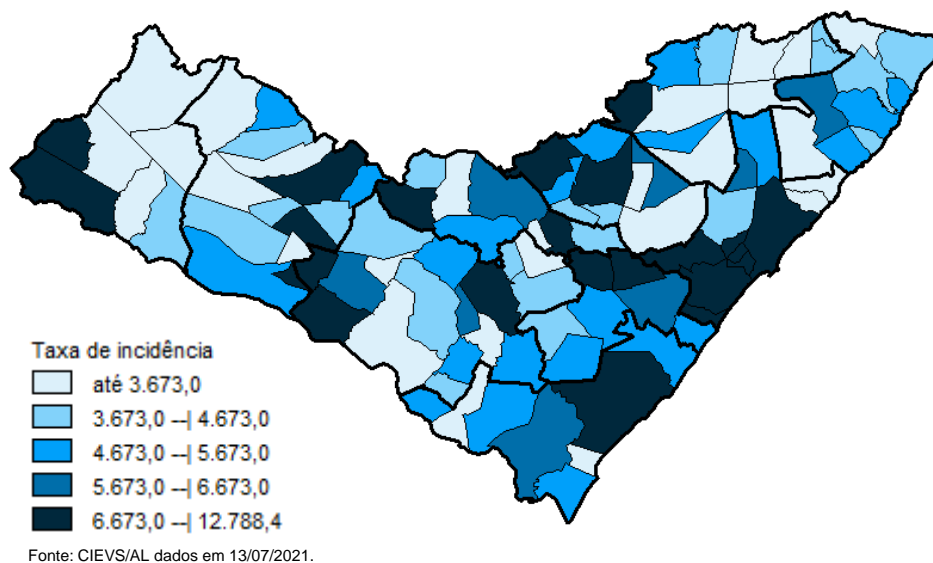 Taxa de incidência
até 3.673,0
3.673,0 --| 4.673,0
4.673,0 --| 5.673,0
5.673,0 --| 6.673,0
6.673,0 --| 12.788,4
Fonte: CIEVS/AL dados em 13/07/2021.